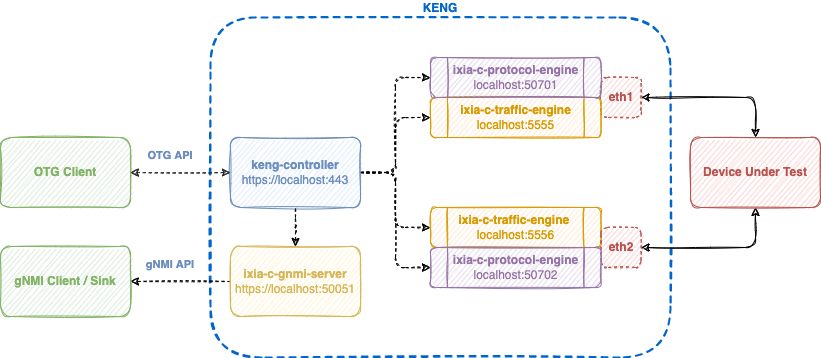 KENG
ixia-c-protocol-engine
localhost:50701
eth1
ixia-c-traffic-engine
localhost:5555
OTG Client
OTG API
keng-controller
https://localhost:443
Device Under Test
ixia-c-traffic-engine
localhost:5556
eth2
ixia-c-protocol-engine
localhost:50702
gNMI Client / Sink
gNMI API
ixia-c-gnmi-server
https://localhost:50051